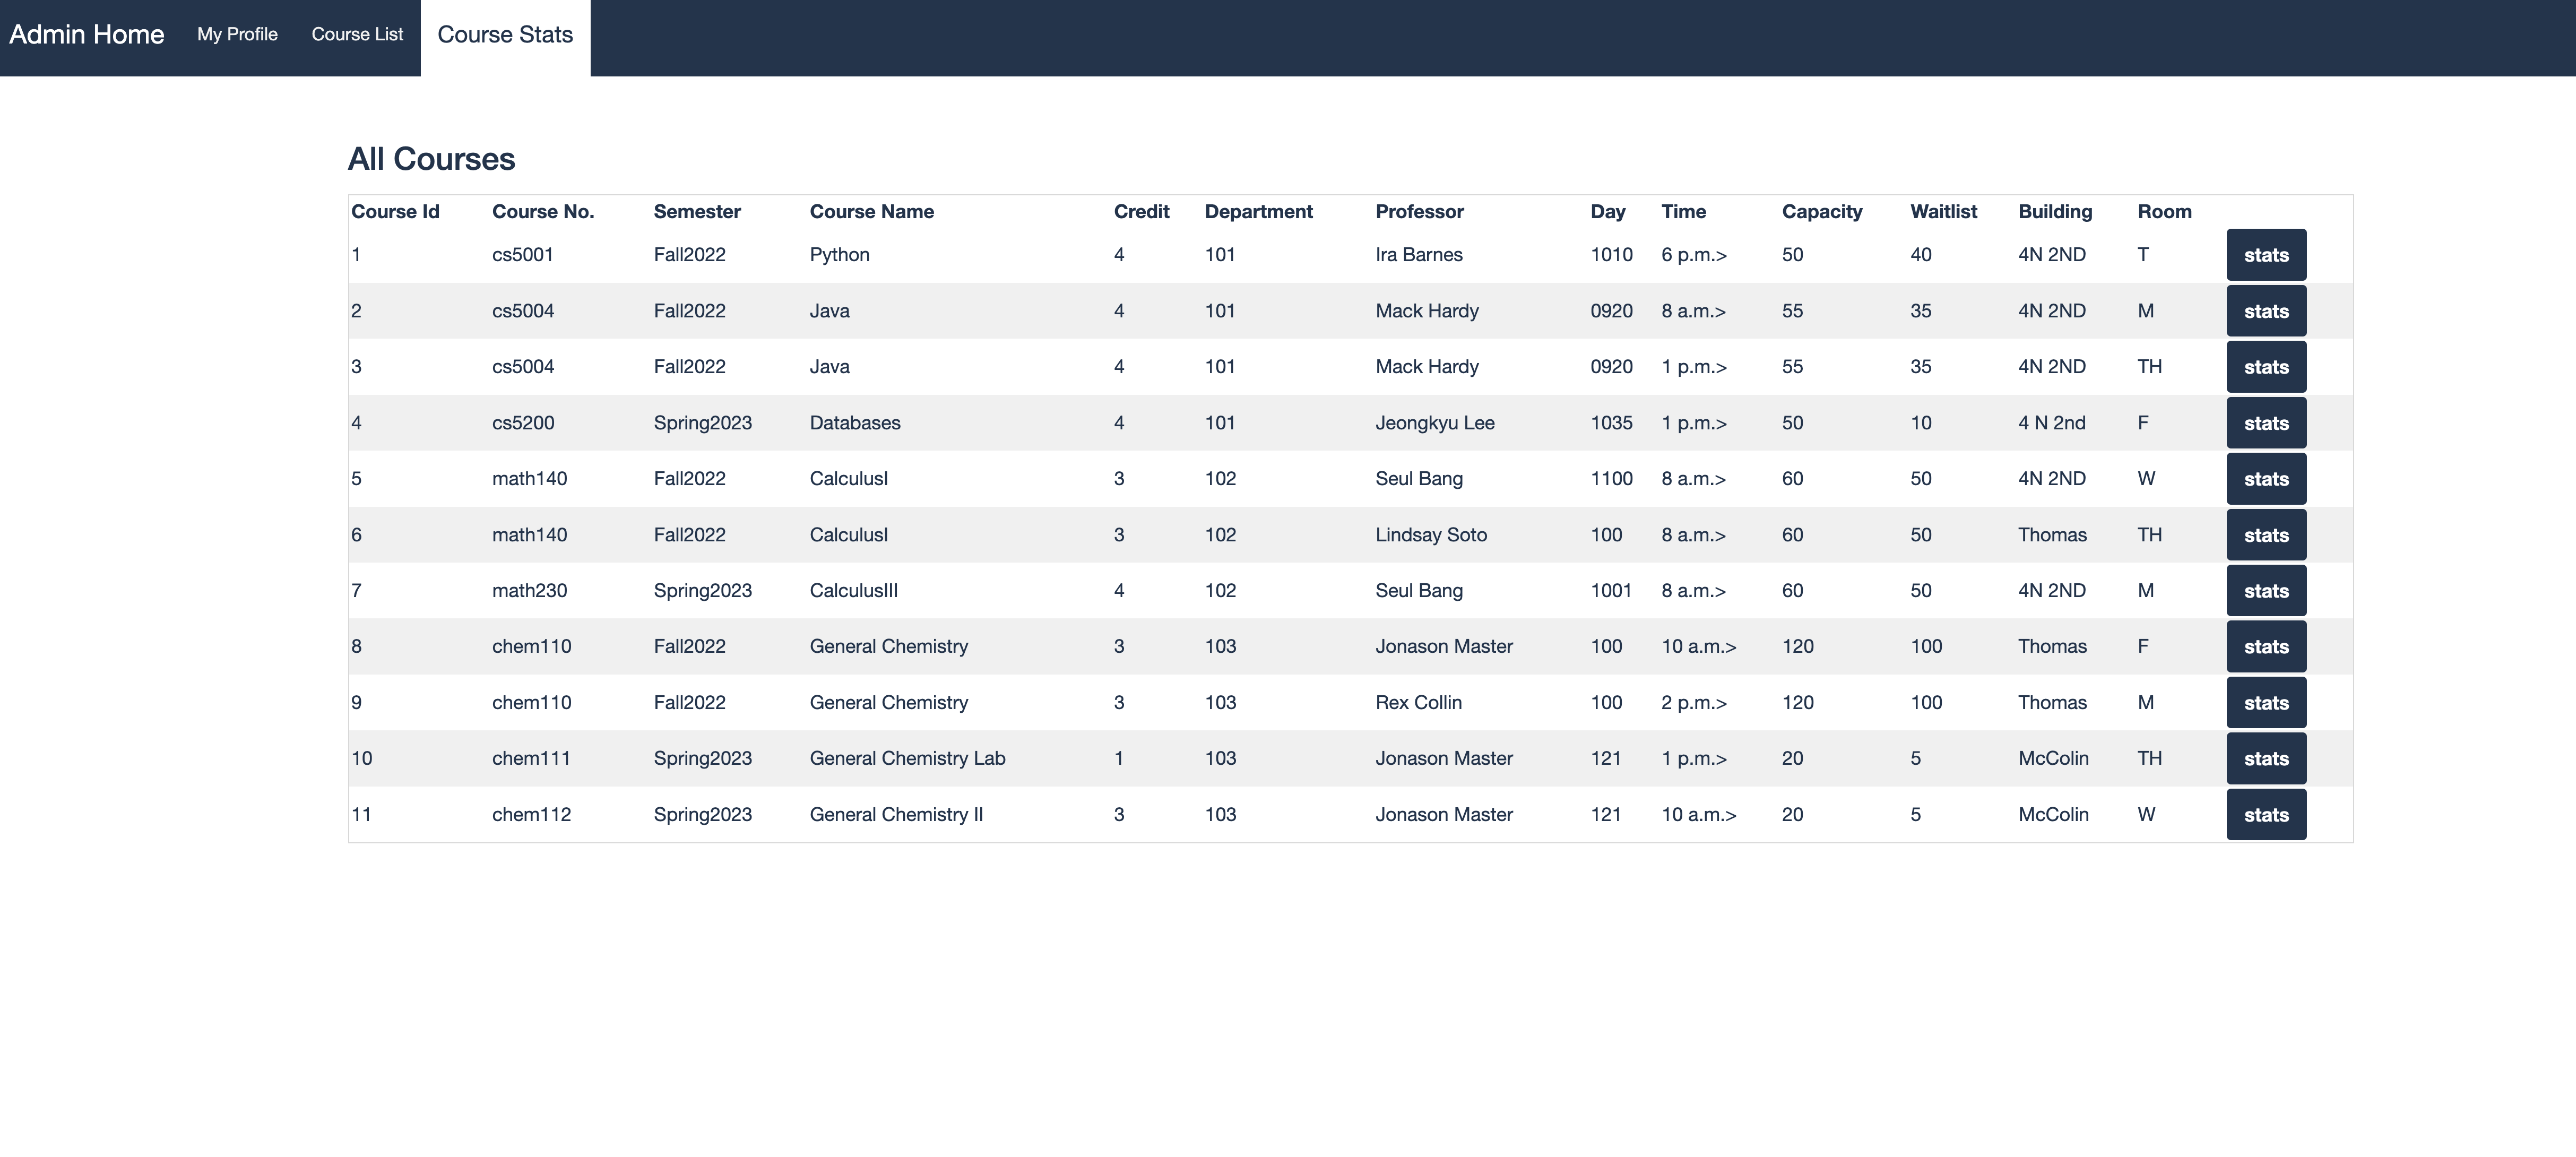 Admin Home My Profile Course List Course Stats
All Courses
Course Id Course No. Semester Course Name Credit Department Professor Day Time Capacity Waitlist Building Room
1 cs5001 Fall2022 Python 4 101 Ira Barnes 1010 6 p.m.> 50 40 4N 2ND T stats
2 cs5004 Fall2022 Java 4 101 Mack Hardy 0920 8 a.m.> 55 35 4N 2ND M stats
3 cs5004 Fall2022 Java 4 101 Mack Hardy 0920 1 p.m.> 55 35 4N 2ND TH stats
4 cs5200 Spring2023 Databases 4 101 Jeongkyu Lee 1035 1 p.m.> 50 10 4 N 2nd F stats
5 math140 Fall2022 CalculusI 3 102 Seul Bang 1100 8 a.m.> 60 50 4N 2ND W stats
6 math140 Fall2022 CalculusI 3 102 Lindsay Soto 100 8 a.m.> 60 50 Thomas TH stats
7 math230 Spring2023 CalculusIII 4 102 Seul Bang 1001 8 a.m.> 60 50 4N 2ND M stats
8 chem110 Fall2022 General Chemistry 3 103 Jonason Master 100 10 a.m.> 120 100 Thomas F stats
9 chem110 Fall2022 General Chemistry 3 103 Rex Collin 100 2 p.m.> 120 100 Thomas M stats
10 chem111 Spring2023 General Chemistry Lab 1 103 Jonason Master 121 1 p.m.> 20 5 McColin TH stats
11 chem112 Spring2023 General Chemistry II 3 103 Jonason Master 121 10 a.m.> 20 5 McColin W stats